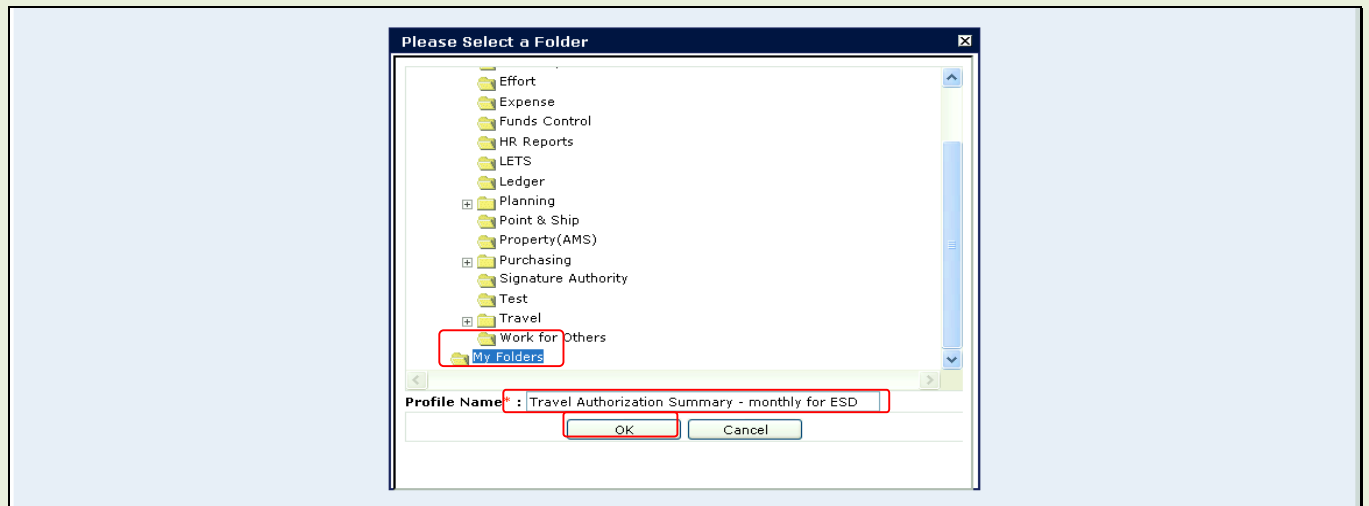 Please Select a Folder
Effort
Expense
Funds Control
HR Reports
LETS
Ledger
Planning
Point & Ship
Property(AMS)
Purchasing
Signature Authority
Test
Travel
Work for Others
My Folders
Profile Name* : Travel Authorization Summary - monthly for ESD
OK Cancel